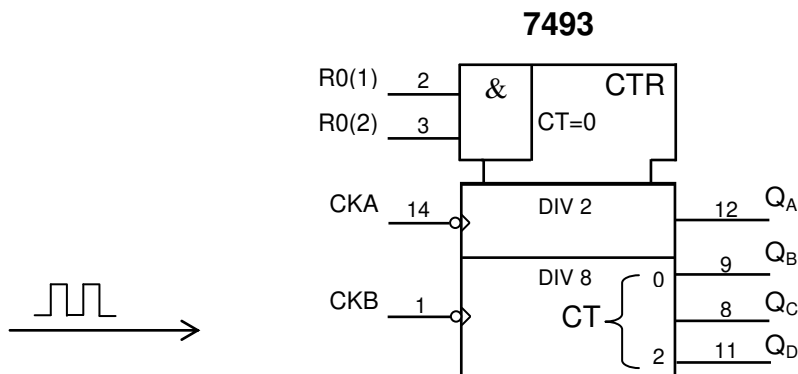 7493
R0(1) 2 & CTR
R0(2) 3 CT=0
CKA 14 DIV 2 12 QA
9 QB
CKB 1 DIV 8 0
CT 8 QC
2 11 QD